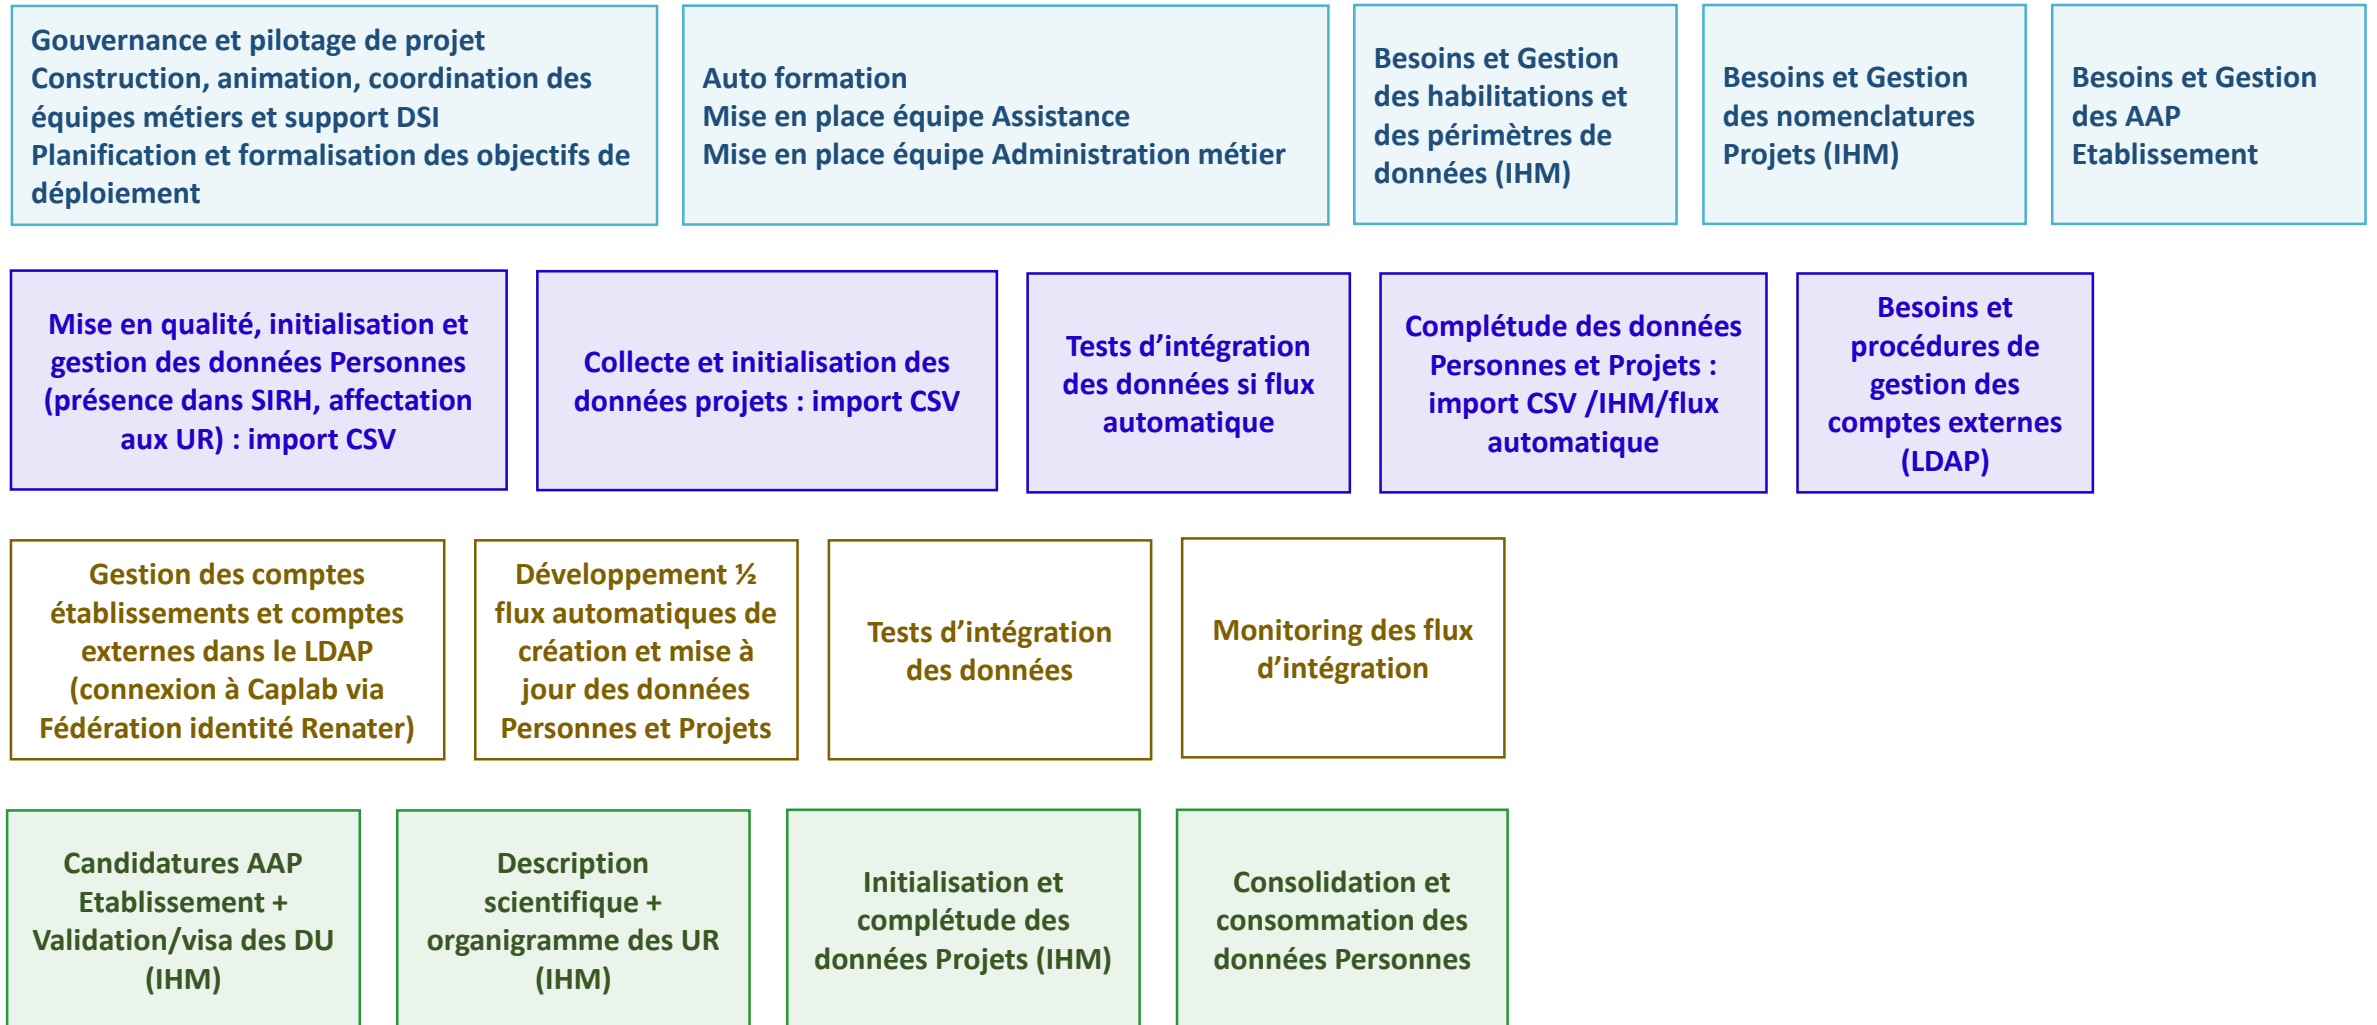 Gouvernance et pilotage de projet
Construction, animation, coordination des
équipes métiers et support DSI
Planification et formalisation des objectifs de
déploiement
Auto formation
Mise en place équipe Assistance
Mise en place équipe Administration métier
Besoins et Gestion
des habilitations et
des périmètres de
données (IHM)
Besoins et Gestion
des nomenclatures
Projets (IHM)
Besoins et Gestion
des AAP
Etablissement
Mise en qualité, initialisation et
gestion des données Personnes
(présence dans SIRH, affectation
aux UR) : import CSV
Collecte et initialisation des
données projets : import CSV
Tests d’intégration
des données si flux
automatique
Complétude des données
Personnes et Projets :
import CSV /IHM/flux
automatique
Besoins et
procédures de
gestion des
comptes externes
(LDAP)
Gestion des comptes
établissements et comptes
externes dans le LDAP
(connexion à Caplab via
Fédération identité Renater)
Développement ½
flux automatiques de
création et mise à
jour des données
Personnes et Projets
Tests d’intégration
des données
Monitoring des flux
d’intégration
Candidatures AAP
Etablissement +
Validation/visa des DU
(IHM)
Description
scientifique +
organigramme des UR
(IHM)
Initialisation et
complétude des
données Projets (IHM)
Consolidation et
consommation des
données Personnes